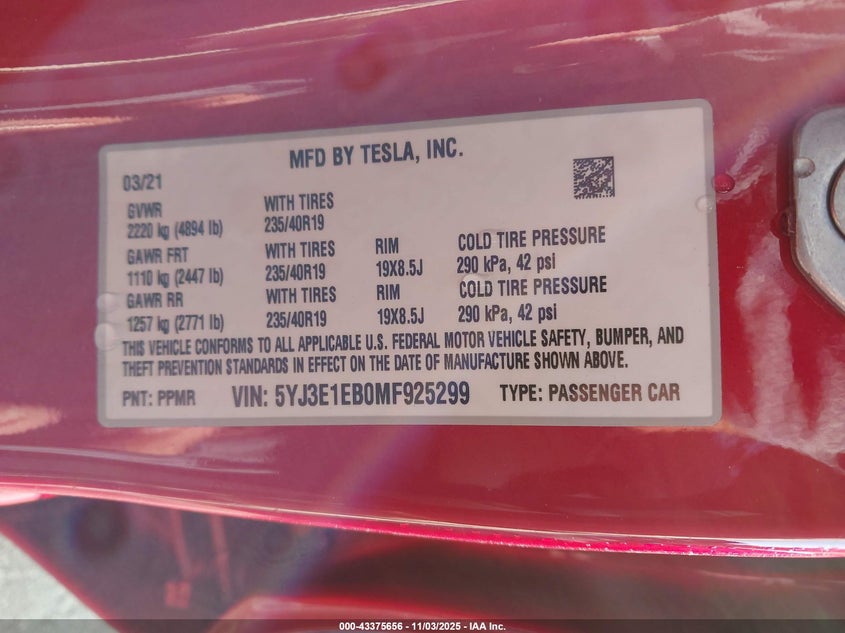 MFD BY TESLA, INC.
03/21
GVWR WITH TIRES
2220 kg (4894 lb) 235/40R19
GAWR FRT WITH TIRES RIM COLD TIRE PRESSURE
1110 kg (2447 lb) 235/40R19 19X8.5J 290 kPa, 42 psi
GAWR RR WITH TIRES RIM COLD TIRE PRESSURE
1257 kg (2771 lb) 235/40R19 19X8.5J 290 kPa, 42 psi
THIS VEHICLE CONFORMS TO ALL APPLICABLE U.S. FEDERAL MOTOR VEHICLE SAFETY, BUMPER, AND
THEFT PREVENTION STANDARDS IN EFFECT ON THE DATE OF MANUFACTURE SHOWN ABOVE.
PNT: PPMR VIN: 5YJ3E1EB0MF925299 TYPE: PASSENGER CAR
000-43375656 - 11/03/2025 - IAA Inc.